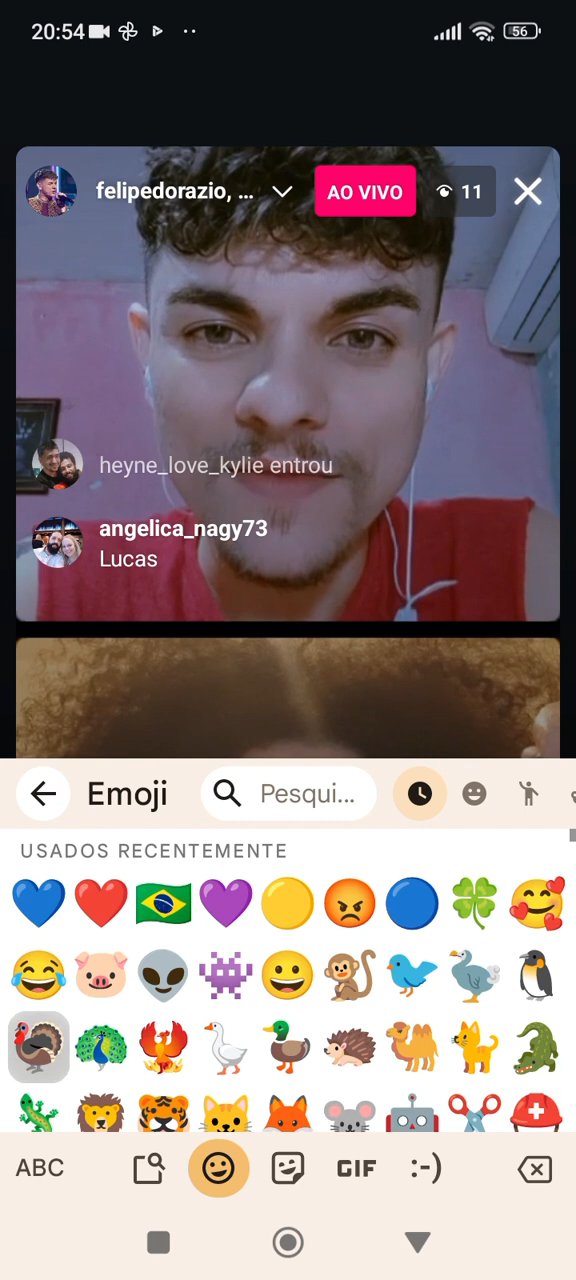 20:54
56
felipedorazio, ...
AO VIVO
11
heyne_love_kylie entrou
angelica_nagy73
Lucas
Emoji
Pesqui...
USADOS RECENTEMENTE
ABC
GIF
:-)